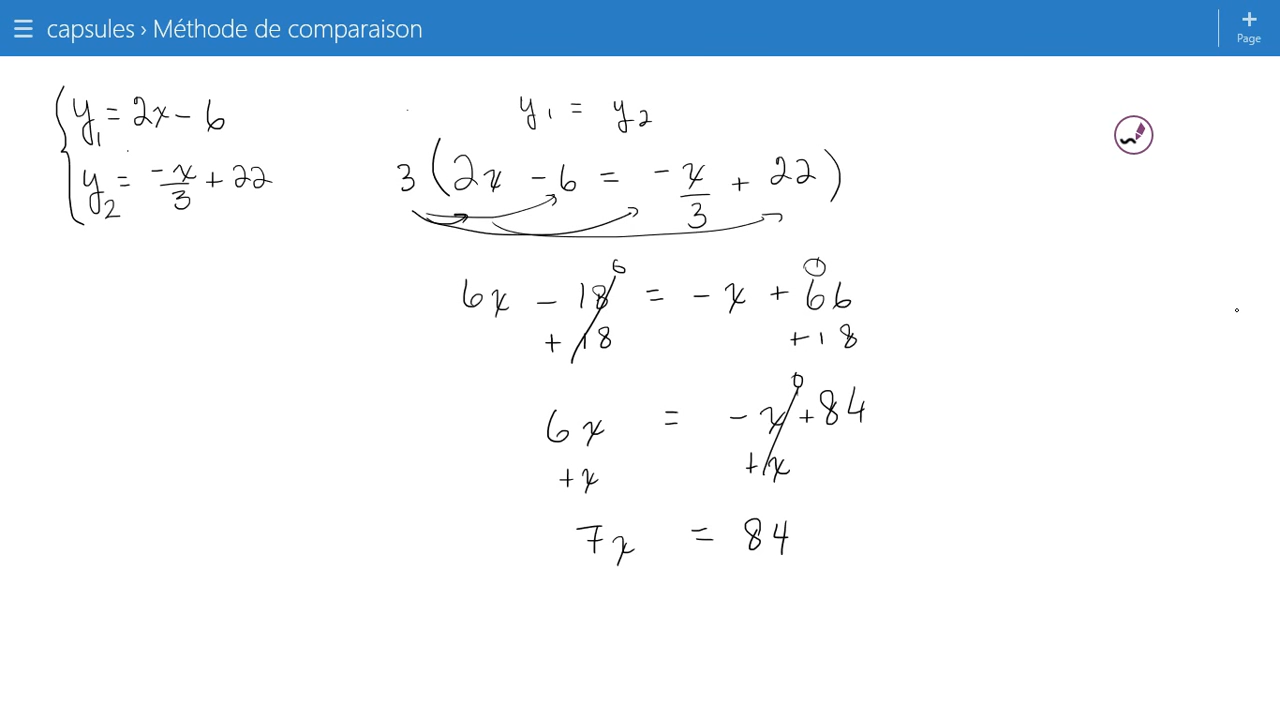 capsules › Méthode de comparaison
Page
y₁ = 2x - 6
y₂ = -x/3 + 22
y₁ = y₂
3 ( 2x - 6 = -x/3 + 22 )
6x - 18 = -x + 66
+ 18 + 18
6x = -x + 84
+x +x
7x = 84